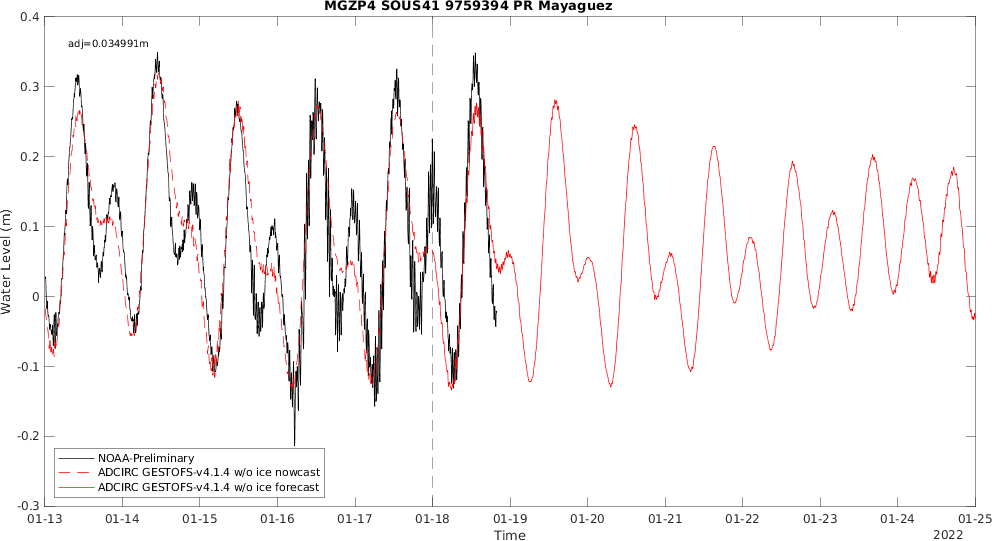 MGZP4 SOUS41 9759394 PR Mayaguez
adj=0.034991m
0.4
0.3
0.2
0.1
0
-0.1
-0.2
-0.3
Water Level (m)
NOAA-Preliminary
ADCIRC GESTOFS-v4.1.4 w/o ice nowcast
ADCIRC GESTOFS-v4.1.4 w/o ice forecast
01-13 01-14 01-15 01-16 01-17 01-18 01-19 01-20 01-21 01-22 01-23 01-24 01-25
Time
2022